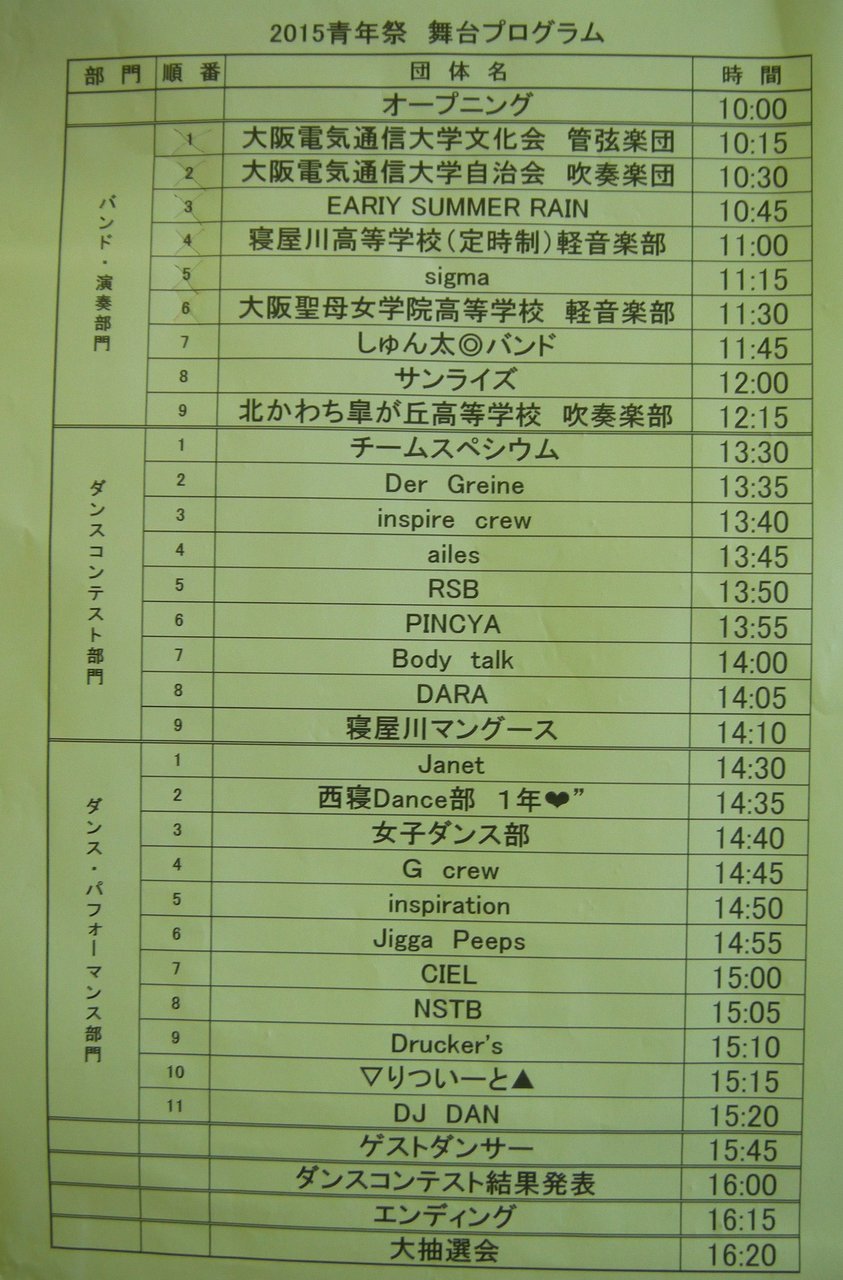 2015青年祭　舞台プログラム
部　門 順　番 団　体　名 時　間
オープニング 10:00
バンド・演奏部門
1 大阪電気通信大学文化会　管弦楽団 10:15
2 大阪電気通信大学自治会　吹奏楽団 10:30
3 EARIY SUMMER RAIN 10:45
4 寝屋川高等学校（定時制）軽音楽部 11:00
5 sigma 11:15
6 大阪聖母女学院高等学校　軽音楽部 11:30
7 しゅん太◎バンド 11:45
8 サンライズ 12:00
9 北かわち皐が丘高等学校　吹奏楽部 12:15
ダンスコンテスト部門
1 チームスペシウム 13:30
2 Der Greine 13:35
3 inspire crew 13:40
4 ailes 13:45
5 RSB 13:50
6 PINCYA 13:55
7 Body talk 14:00
8 DARA 14:05
9 寝屋川マングース 14:10
ダンス・パフォーマンス部門
1 Janet 14:30
2 西寝Dance部　1年❤” 14:35
3 女子ダンス部 14:40
4 G crew 14:45
5 inspiration 14:50
6 Jigga Peeps 14:55
7 CIEL 15:00
8 NSTB 15:05
9 Drucker's 15:10
10 ▽りついーと▲ 15:15
11 DJ DAN 15:20
ゲストダンサー 15:45
ダンスコンテスト結果発表 16:00
エンディング 16:15
大抽選会 16:20